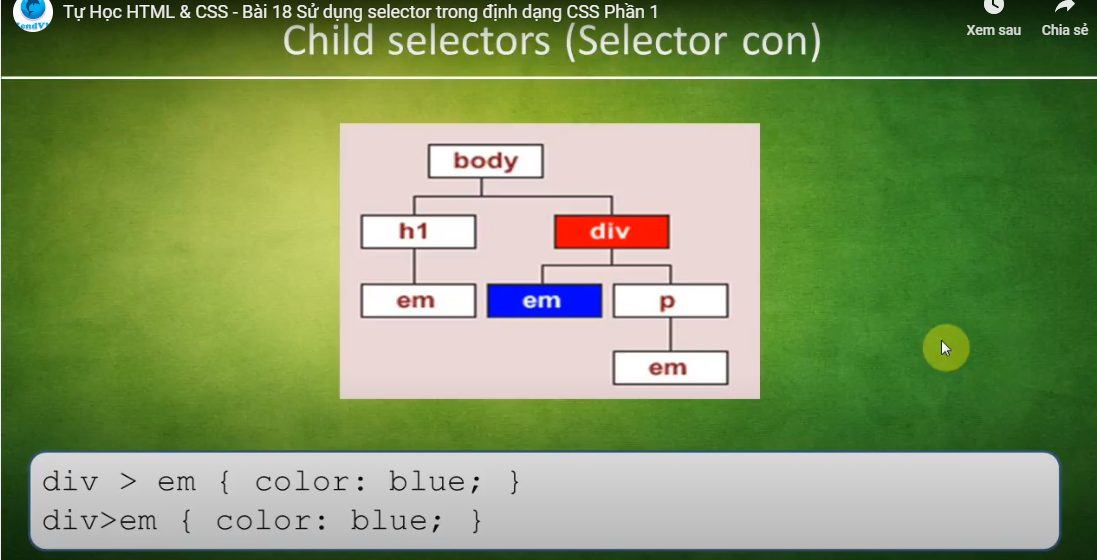 Tự Học HTML & CSS - Bài 18 Sử dụng selector trong định dạng CSS Phần 1
Xem sau
Chia sẻ
Child selectors (Selector con)
body
h1
div
em
em
p
em
div > em { color: blue; }
div>em { color: blue; }